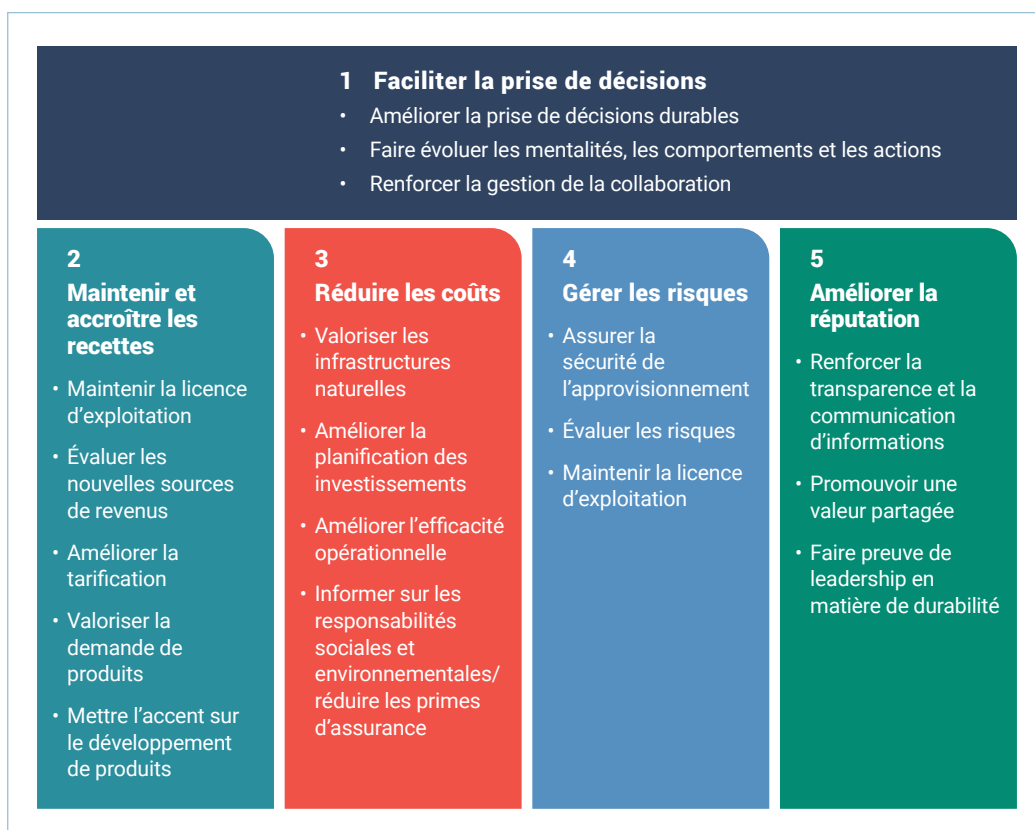 1 Faciliter la prise de décisions
• Améliorer la prise de décisions durables
• Faire évoluer les mentalités, les comportements et les actions
• Renforcer la gestion de la collaboration
2
Maintenir et
accroître les
recettes
• Maintenir la licence
d’exploitation
• Évaluer les
nouvelles sources
de revenus
• Améliorer la
tarification
• Valoriser la
demande de
produits
• Mettre l’accent sur
le développement
de produits
3
Réduire les coûts
• Valoriser les
infrastructures
naturelles
• Améliorer la
planification des
investissements
• Améliorer l’efficacité
opérationnelle
• Informer sur les
responsabilités
sociales et
environnementales/
réduire les primes
d’assurance
4
Gérer les risques
• Assurer la
sécurité de
l’approvisionnement
• Évaluer les risques
• Maintenir la licence
d’exploitation
5
Améliorer la
réputation
• Renforcer la
transparence et la
communication
d’informations
• Promouvoir une
valeur partagée
• Faire preuve de
leadership en
matière de durabilité